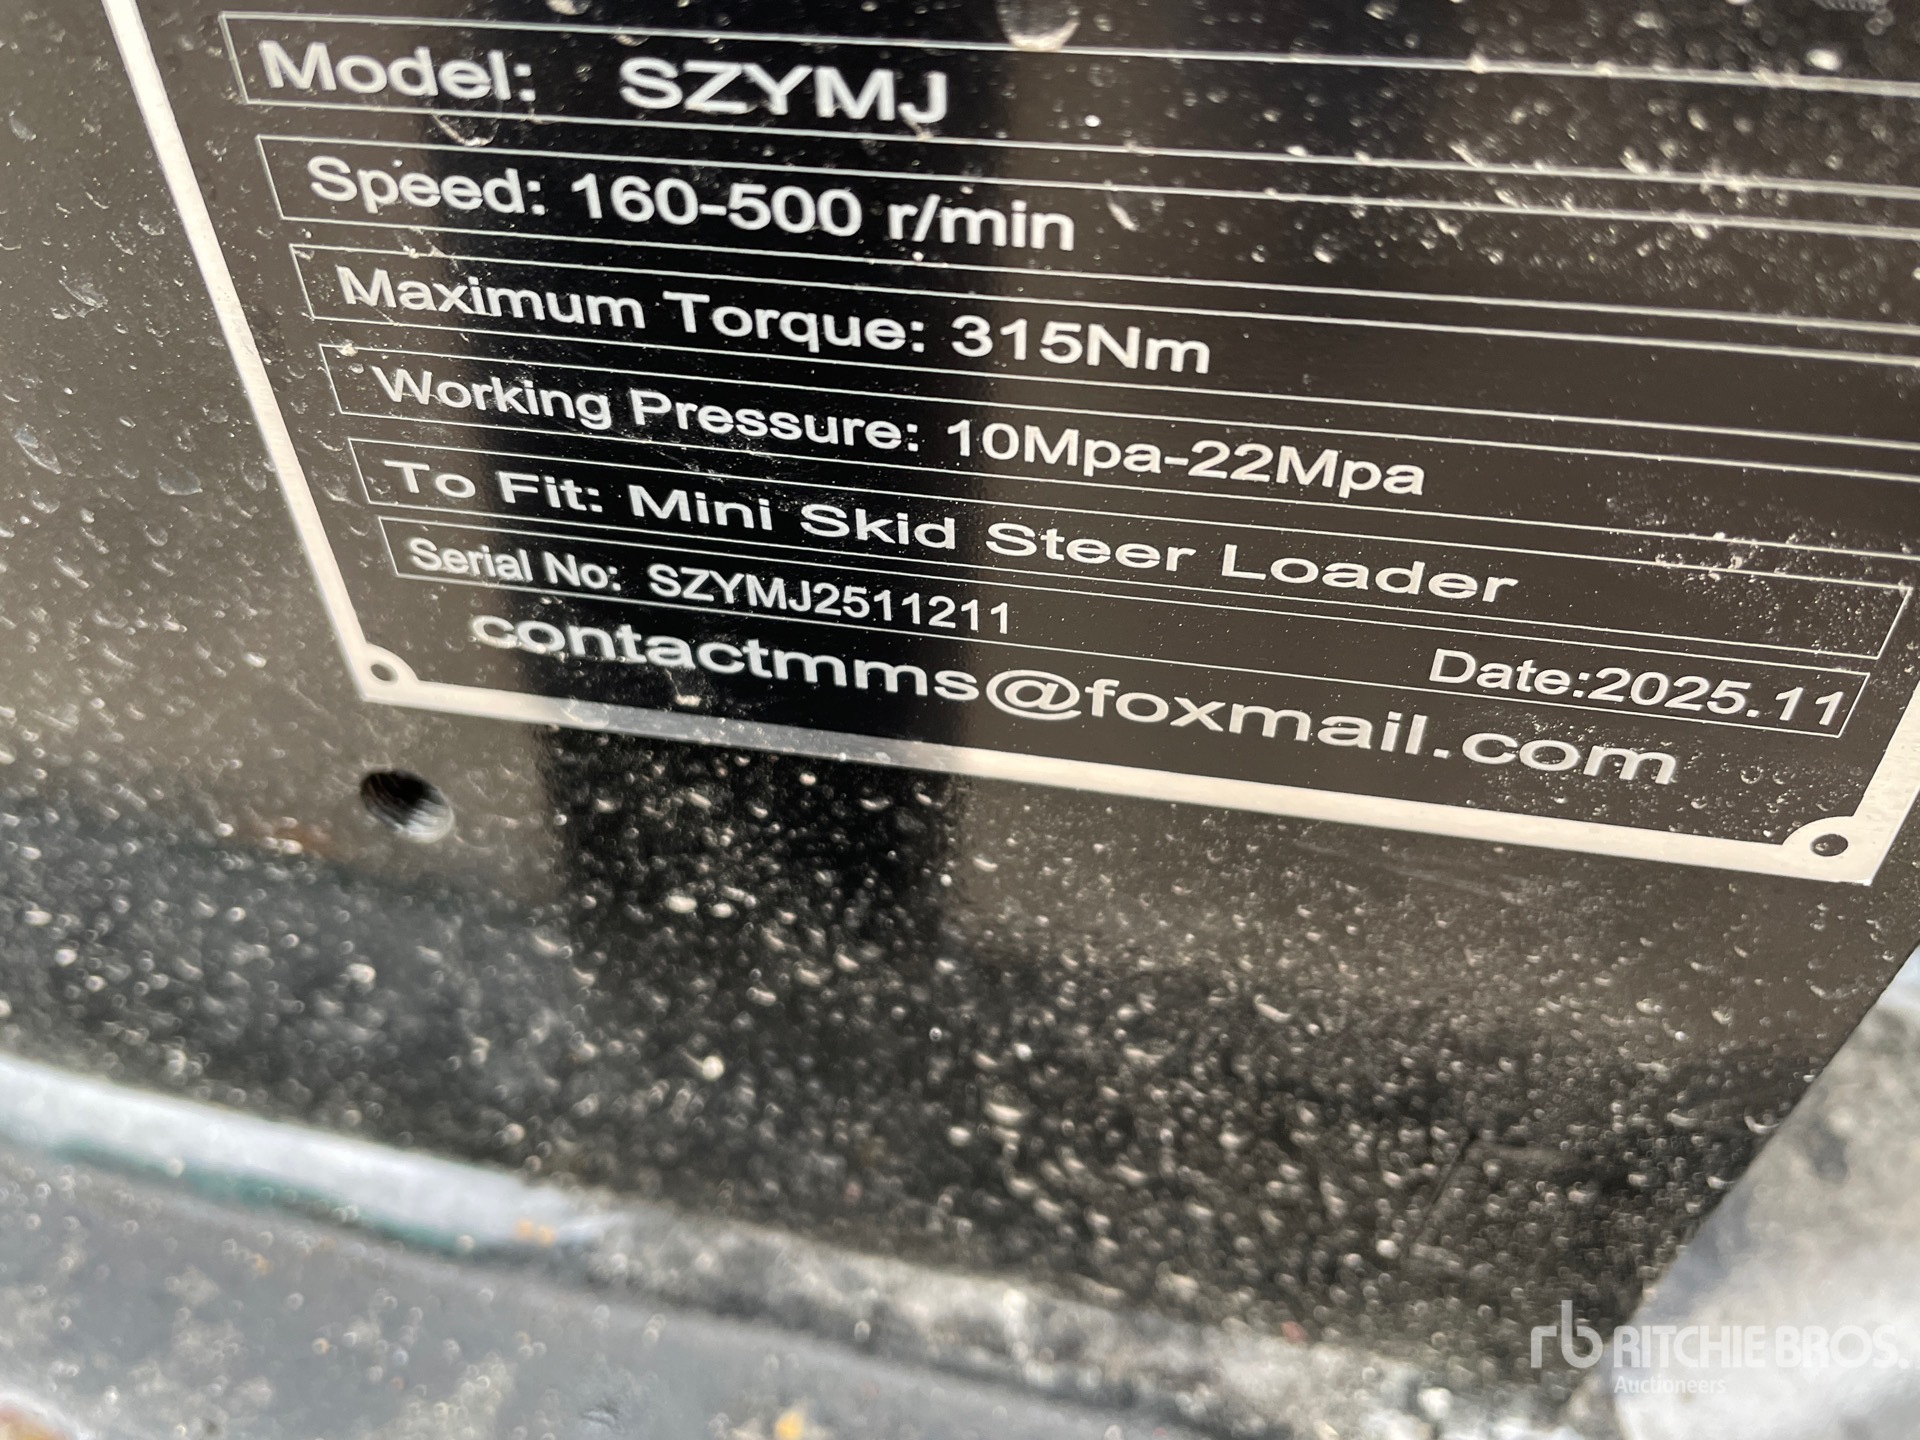 Model: SZYMJ
Speed: 160-500 r/min
Maximum Torque: 315Nm
Working Pressure: 10Mpa-22Mpa
To Fit: Mini Skid Steer Loader
Serial No: SZYMJ2511211
Date:2025.11
contactmms@foxmail.com
rb RITCHIE BROS.
Auctioneers